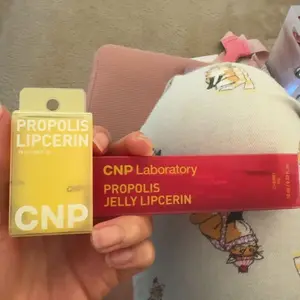 PROPOLIS
LIPCERIN
CNP
CNP Laboratory
PROPOLIS
JELLY LIPCERIN